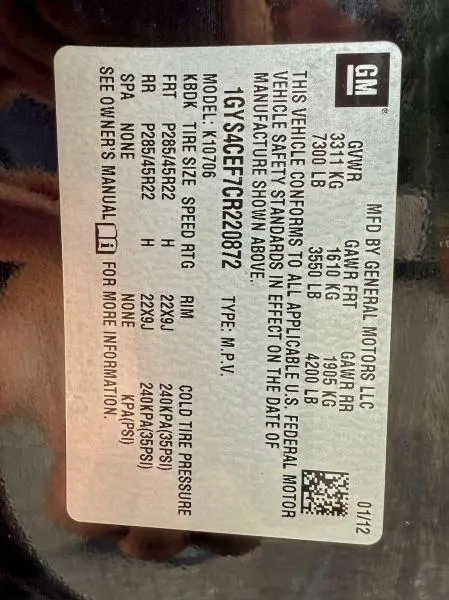 GM
MFD BY GENERAL MOTORS LLC 01/12
GVWR GAWR FRT GAWR RR
3311 KG 1610 KG 1905 KG
7300 LB 3550 LB 4200 LB
THIS VEHICLE CONFORMS TO ALL APPLICABLE U.S. FEDERAL MOTOR
VEHICLE SAFETY STANDARDS IN EFFECT ON THE DATE OF
MANUFACTURE SHOWN ABOVE.
1GYS4CEF7CR220872 TYPE: M.P.V.
MODEL: K10706
KBDK TIRE SIZE SPEED RTG RIM COLD TIRE PRESSURE
FRT P285/45R22 H 22X9J 240KPA(35PSI)
RR P285/45R22 H 22X9J 240KPA(35PSI)
SPA NONE NONE KPA(PSI)
SEE OWNER'S MANUAL FOR MORE INFORMATION.